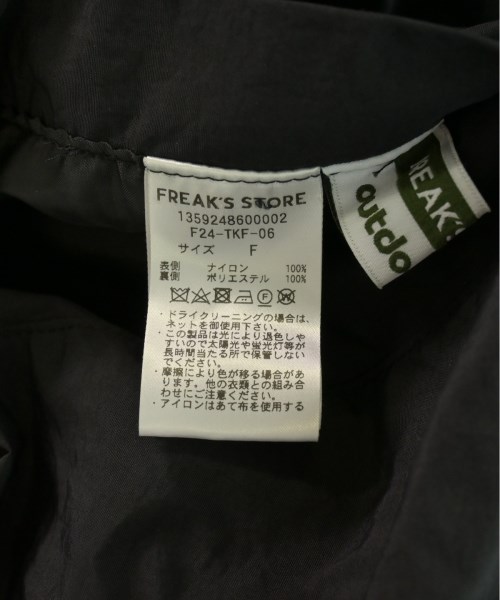 FREAK'S STORE
1359248600002
F24-TKF-06
サイズ F
表側 ナイロン 100%
裏側 ポリエステル 100%
・ドライクリーニングの場合は、
ネットを御使用下さい。
・この製品は光により退色しや
すいので太陽光や蛍光灯等が
長時間当たる所で保管しない
でください。
・摩擦により色が移る場合があ
ります。他の衣類との組み合
わせにご注意ください。
・アイロンはあて布を使用する
FREAK'S
outdo